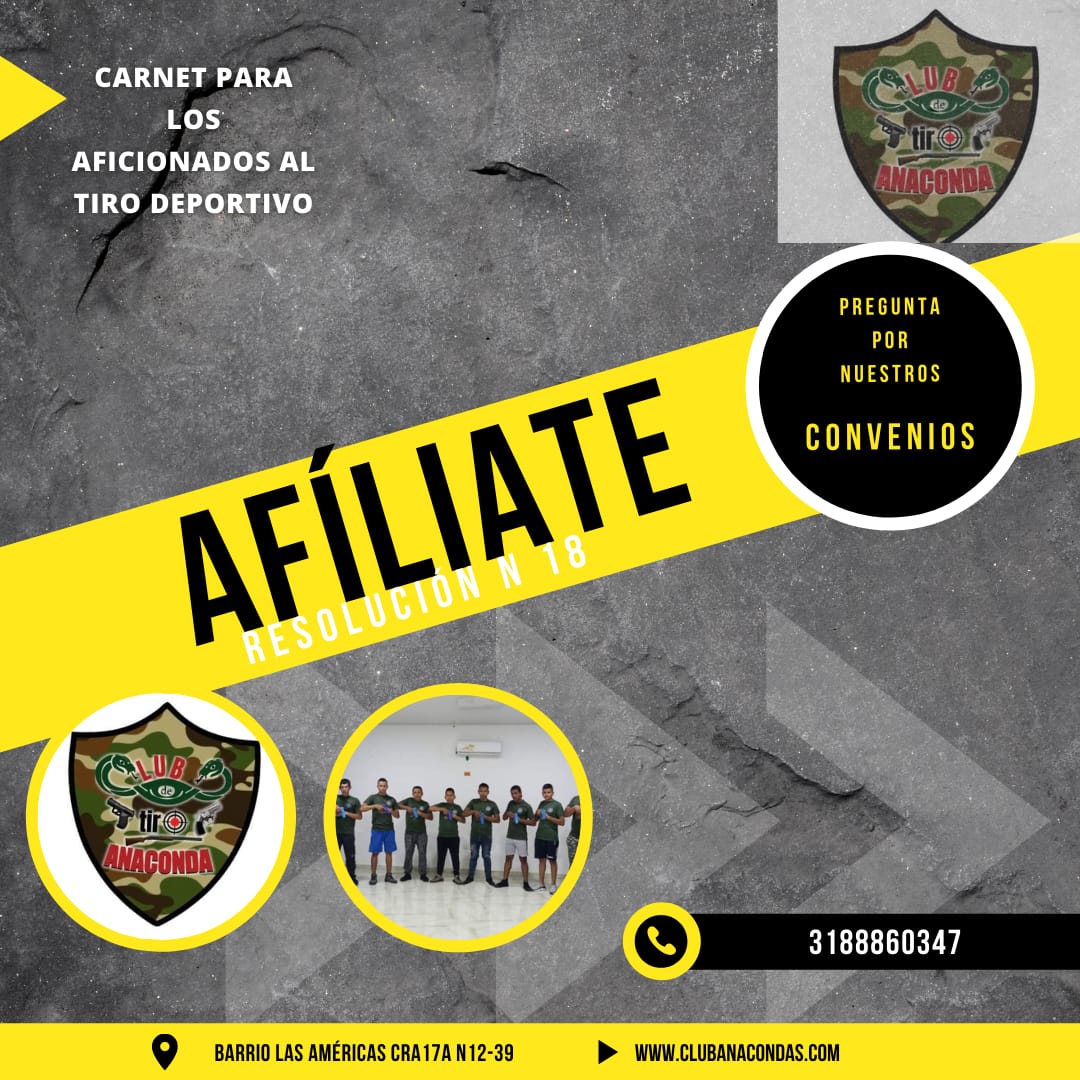 CARNET PARA
LOS
AFICIONADOS AL
TIRO DEPORTIVO
CLUB
de
tiro
ANACONDA
PREGUNTA
POR
NUESTROS
CONVENIOS
AFÍLIATE
RESOLUCIÓN N 18
CLUB
de
tiro
ANACONDA
3188860347
BARRIO LAS AMÉRICAS CRA17A N12-39
WWW.CLUBANACONDAS.COM